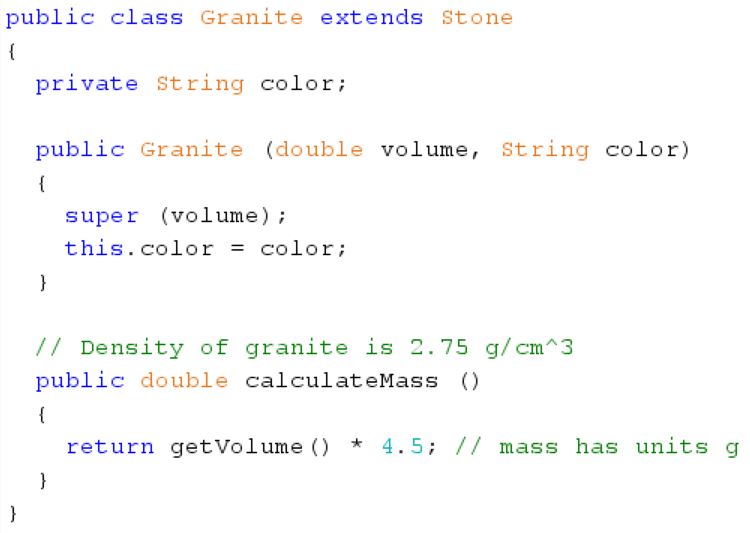 public class Granite extends Stone
{
private String color;
public Granite (double volume, String color)
{
super (volume);
this.color = color;
}
// Density of granite is 2.75 g/cm^3
public double calculateMass ()
{
return getVolume() * 4.5; // mass has units g
}
}